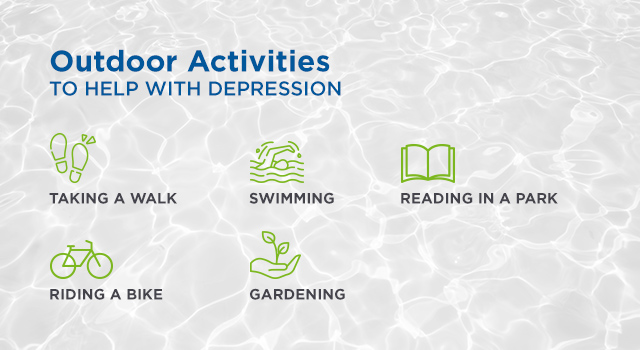 Outdoor Activities
TO HELP WITH DEPRESSION
TAKING A WALK
SWIMMING
READING IN A PARK
RIDING A BIKE
GARDENING